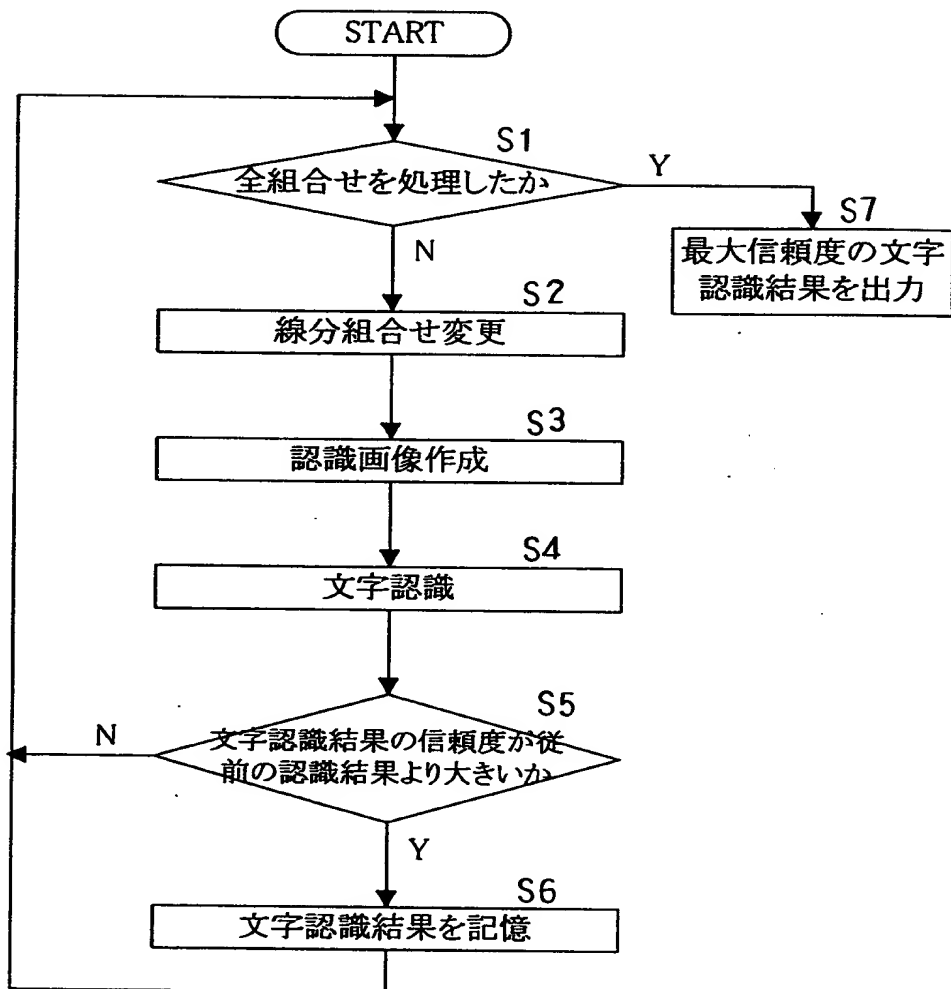 START
S1
全組合せを処理したか
Y
S7
最大信頼度の文字
認識結果を出力
N
S2
線分組合せ変更
S3
認識画像作成
S4
文字認識
S5
N
文字認識結果の信頼度が従
前の認識結果より大きいか
Y
S6
文字認識結果を記憶